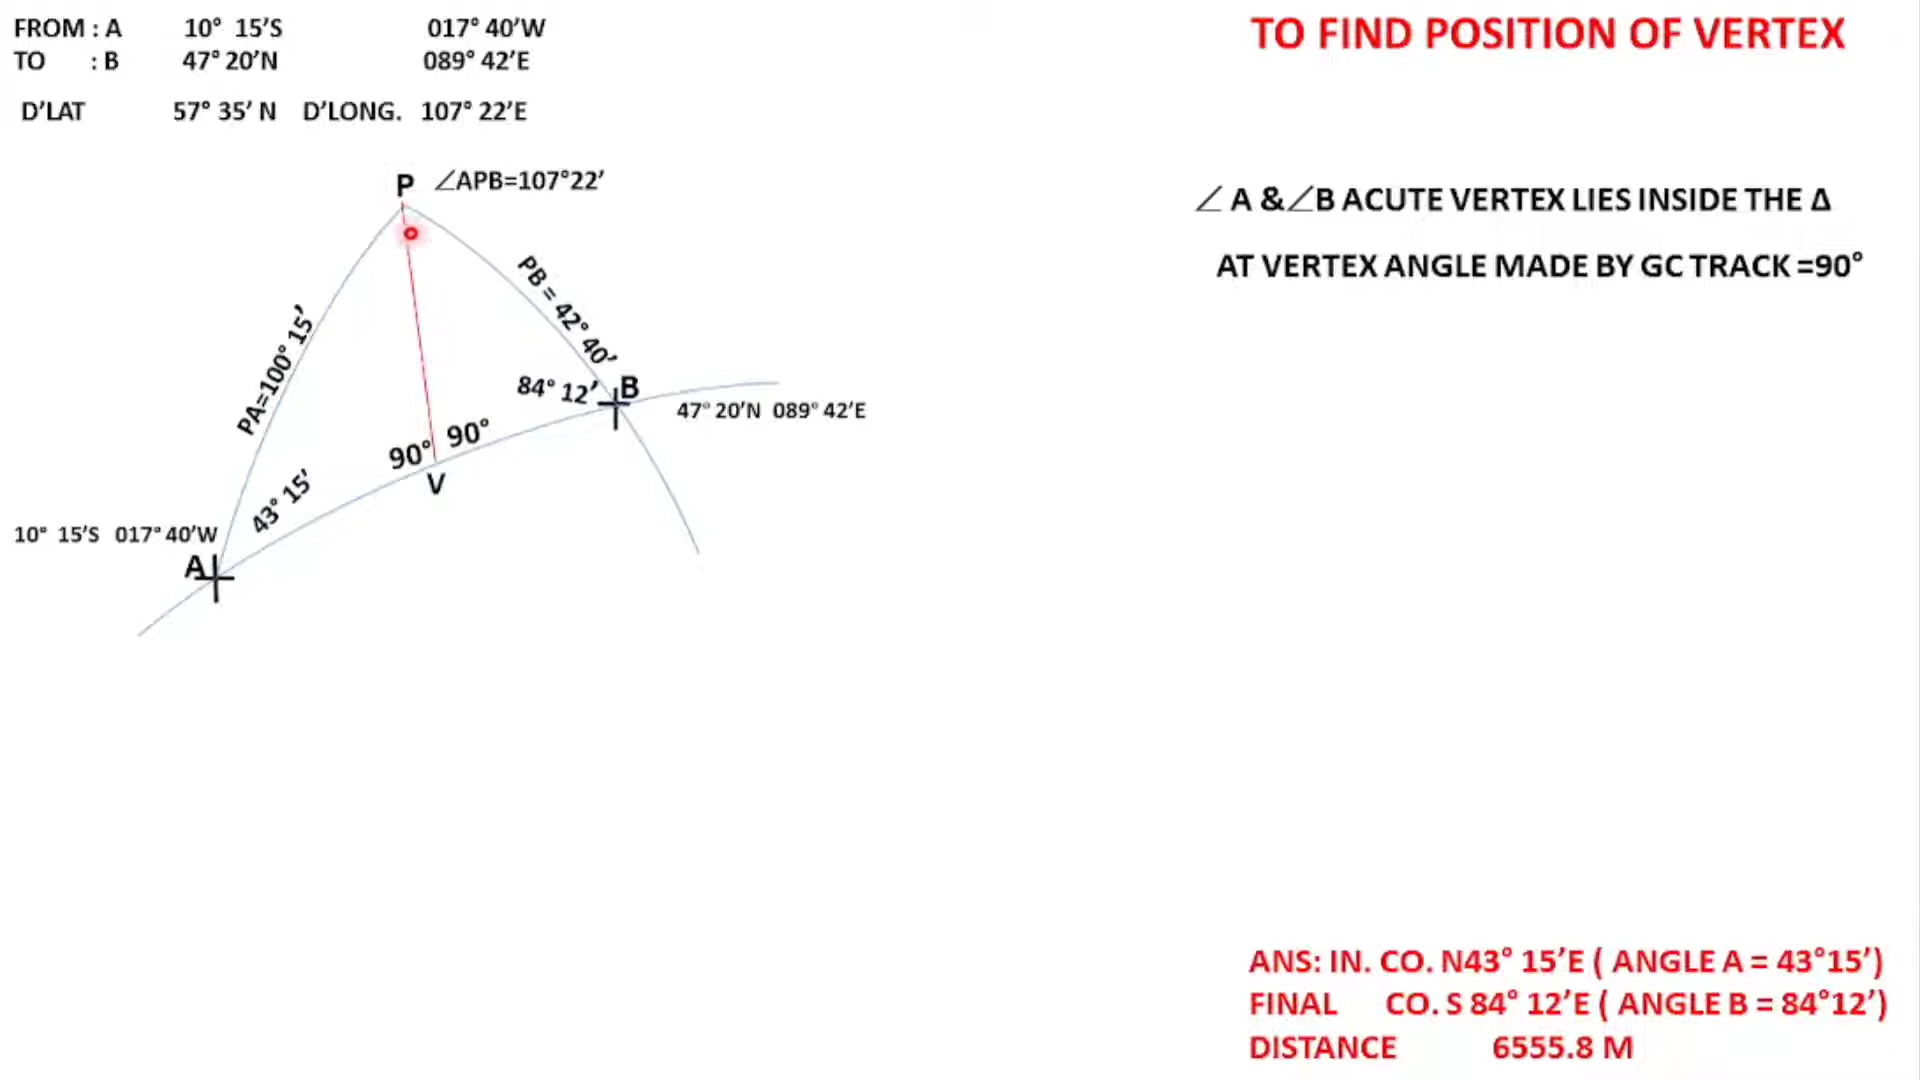 FROM : A 10° 15'S 017° 40'W
TO : B 47° 20'N 089° 42'E
D'LAT 57° 35' N D'LONG. 107° 22'E
TO FIND POSITION OF VERTEX
∠ A &∠B ACUTE VERTEX LIES INSIDE THE Δ
AT VERTEX ANGLE MADE BY GC TRACK =90°
P ∠APB=107°22'
PA=100° 15'
PB = 42° 40'
84° 12' B
47° 20'N 089° 42'E
90° 90°
V
43° 15'
10° 15'S 017° 40'W
A
ANS: IN. CO. N43° 15'E ( ANGLE A = 43°15')
FINAL CO. S 84° 12'E ( ANGLE B = 84°12')
DISTANCE 6555.8 M